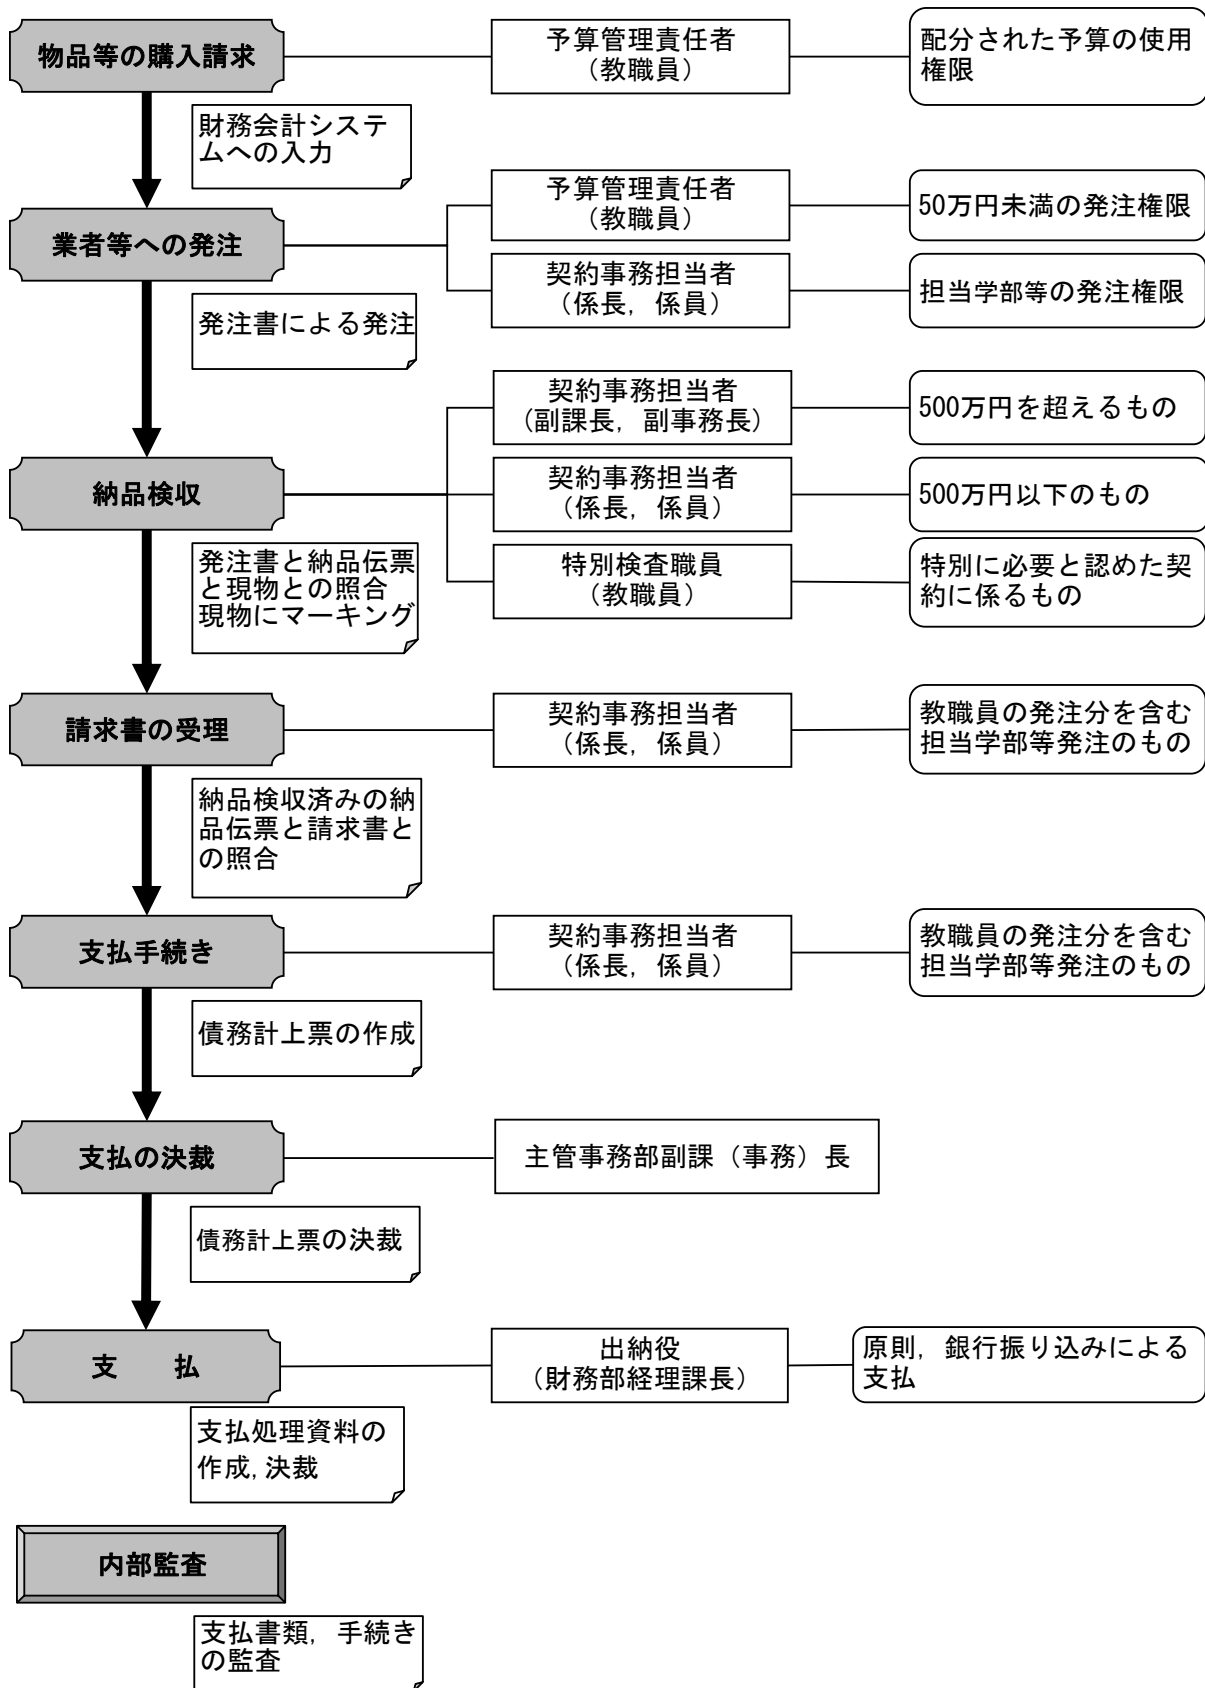 物品等の購入請求
予算管理責任者
(教職員)
配分された予算の使用
権限
財務会計システ
ムへの入力
業者等への発注
予算管理責任者
(教職員)
50万円未満の発注権限
契約事務担当者
(係長,係員)
担当学部等の発注権限
発注書による発注
納品検収
契約事務担当者
(副課長,副事務長)
500万円を超えるもの
契約事務担当者
(係長,係員)
500万円以下のもの
特別検査職員
(教職員)
特別に必要と認めた契
約に係るもの
発注書と納品伝票
と現物との照合
現物にマーキング
請求書の受理
契約事務担当者
(係長,係員)
教職員の発注分を含む
担当学部等発注のもの
納品検収済みの納
品伝票と請求書と
の照合
支払手続き
契約事務担当者
(係長,係員)
教職員の発注分を含む
担当学部等発注のもの
債務計上票の作成
支払の決裁
主管事務部副課(事務)長
債務計上票の決裁
支 払
出納役
(財務部経理課長)
原則,銀行振り込みによる
支払
支払処理資料の
作成,決裁
内部監査
支払書類,手続き
の監査